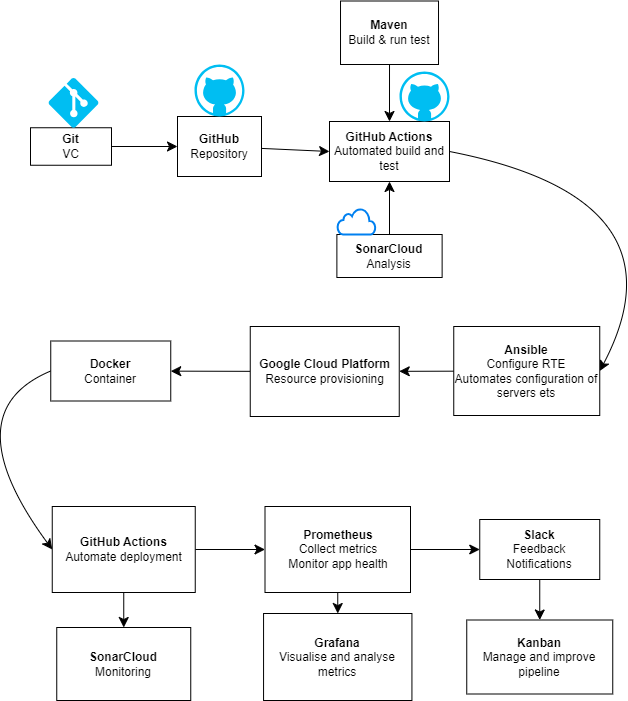 Maven
Build & run test
Git
VC
GitHub
Repository
GitHub Actions
Automated build and
test
SonarCloud
Analysis
Docker
Container
Google Cloud Platform
Resource provisioning
Ansible
Configure RTE
Automates configuration of
servers ets
GitHub Actions
Automate deployment
Prometheus
Collect metrics
Monitor app health
Slack
Feedback
Notifications
SonarCloud
Monitoring
Grafana
Visualise and analyse
metrics
Kanban
Manage and improve
pipeline